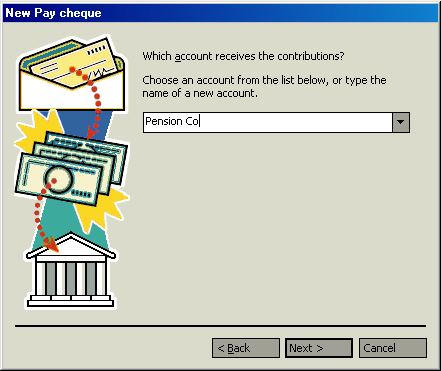 New Pay cheque
Which account receives the contributions?
Choose an account from the list below, or type the
name of a new account.
Pension Co
< Back Next > Cancel